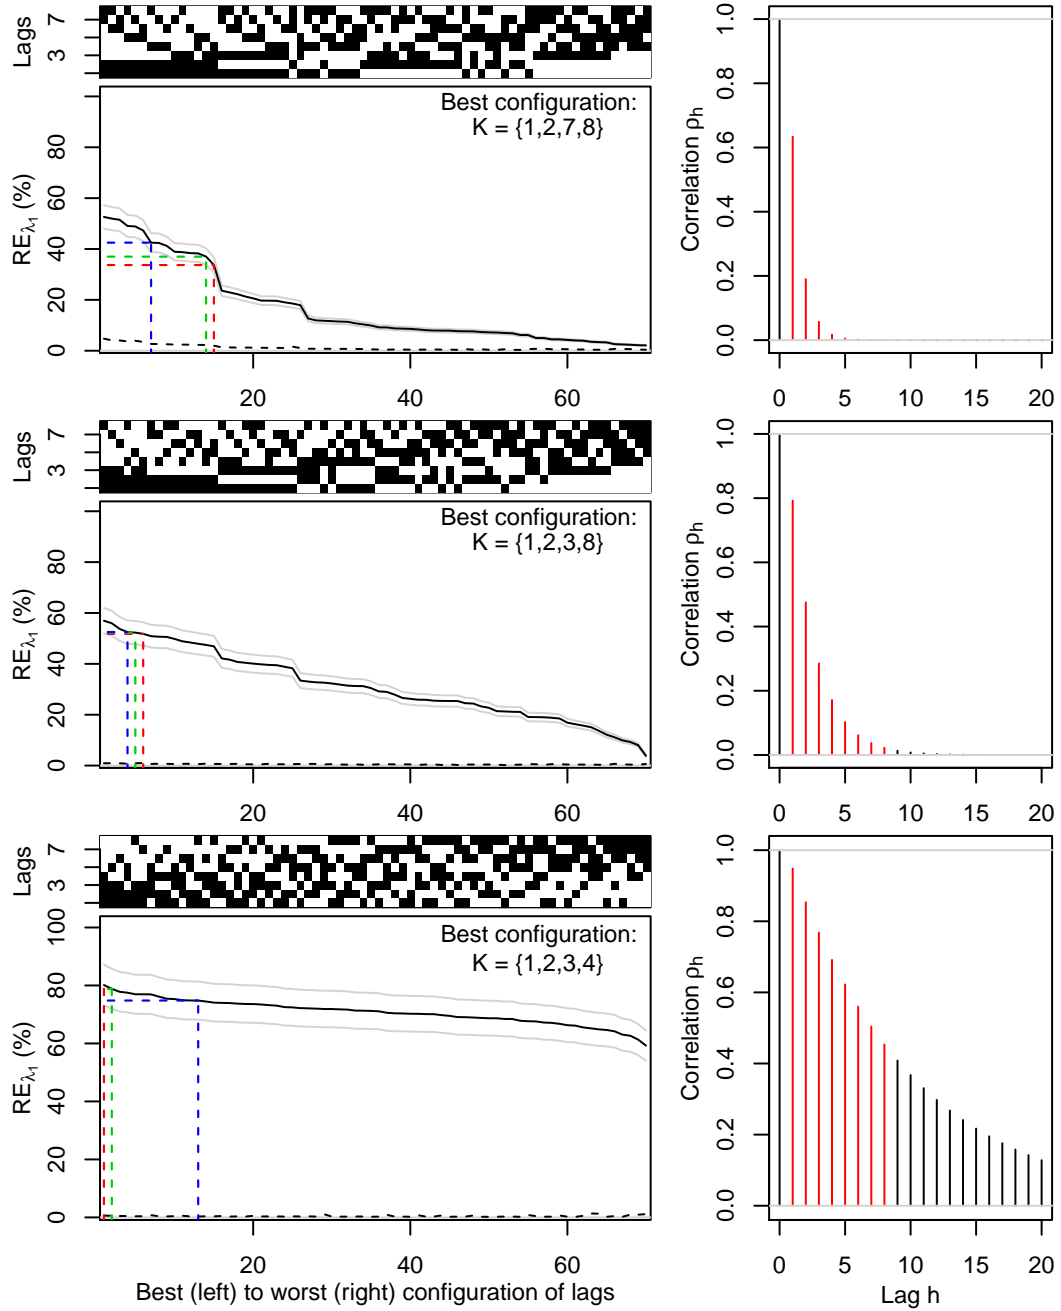 Lags
3 7
RE_λ1 (%)
0 20 40 60 80
Best configuration:
K = {1,2,7,8}
20 40 60
Correlation ρ_h
0.0 0.2 0.4 0.6 0.8 1.0
0 5 10 15 20
Lags
3 7
RE_λ1 (%)
0 20 40 60 80
Best configuration:
K = {1,2,3,8}
20 40 60
Correlation ρ_h
0.0 0.2 0.4 0.6 0.8 1.0
0 5 10 15 20
Lags
3 7
RE_λ1 (%)
0 20 40 60 80 100
Best configuration:
K = {1,2,3,4}
20 40 60
Best (left) to worst (right) configuration of lags
Correlation ρ_h
0.0 0.2 0.4 0.6 0.8 1.0
0 5 10 15 20
Lag h